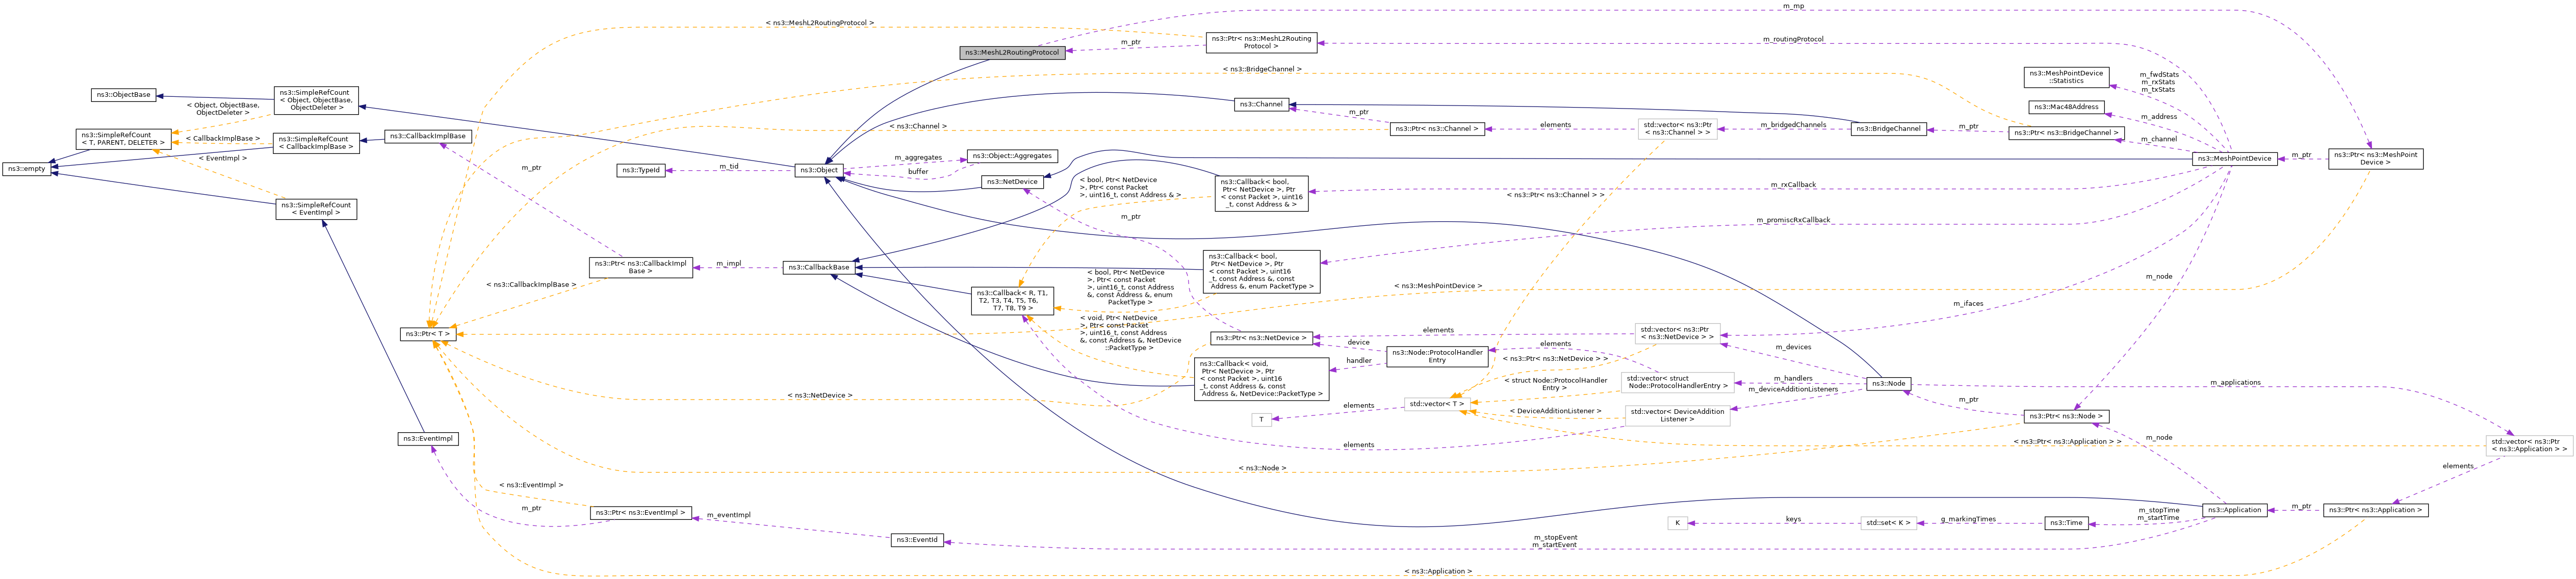 m_mp
< ns3::MeshL2RoutingProtocol >
ns3::Ptr< ns3::MeshL2Routing
Protocol >
m_routingProtocol
m_ptr
ns3::MeshL2RoutingProtocol
< ns3::BridgeChannel >
ns3::MeshPointDevice
::Statistics
m_fwdStats
m_rxStats
m_txStats
ns3::ObjectBase
ns3::SimpleRefCount
< Object, ObjectBase,
ObjectDeleter >
< Object, ObjectBase,
ObjectDeleter >
ns3::Channel
m_ptr
ns3::Mac48Address
m_address
ns3::SimpleRefCount
< T, PARENT, DELETER >
< CallbackImplBase >
ns3::SimpleRefCount
< CallbackImplBase >
ns3::CallbackImplBase
< ns3::Channel >
ns3::Ptr< ns3::Channel >
elements
std::vector< ns3::Ptr
< ns3::Channel > >
m_bridgedChannels
ns3::BridgeChannel
m_ptr
ns3::Ptr< ns3::BridgeChannel >
m_channel
ns3::empty
< EventImpl >
m_ptr
ns3::TypeId
m_tid
ns3::Object
m_aggregates
buffer
ns3::Object::Aggregates
ns3::NetDevice
ns3::MeshPointDevice
m_ptr
ns3::Ptr< ns3::MeshPoint
Device >
< bool, Ptr< NetDevice
>, Ptr< const Packet
>, uint16_t, const Address & >
ns3::Callback< bool,
Ptr< NetDevice >, Ptr
< const Packet >, uint16
_t, const Address & >
m_rxCallback
< ns3::Ptr< ns3::Channel > >
ns3::SimpleRefCount
< EventImpl >
m_ptr
m_promiscRxCallback
ns3::Ptr< ns3::CallbackImpl
Base >
m_impl
ns3::CallbackBase
ns3::Callback< bool,
Ptr< NetDevice >, Ptr
< const Packet >, uint16
_t, const Address &, const
Address &, enum PacketType >
m_node
< bool, Ptr< NetDevice
>, Ptr< const Packet
>, uint16_t, const Address
&, const Address &, enum
PacketType >
< ns3::CallbackImplBase >
ns3::Callback< R, T1,
T2, T3, T4, T5, T6,
T7, T8, T9 >
< ns3::MeshPointDevice >
m_ifaces
< void, Ptr< NetDevice
>, Ptr< const Packet
>, uint16_t, const Address
&, const Address &, NetDevice
::PacketType >
ns3::Ptr< T >
ns3::Ptr< ns3::NetDevice >
elements
std::vector< ns3::Ptr
< ns3::NetDevice > >
m_devices
device
elements
ns3::Node::ProtocolHandler
Entry
< ns3::Ptr< ns3::NetDevice > >
handler
ns3::Callback< void,
Ptr< NetDevice >, Ptr
< const Packet >, uint16
_t, const Address &, const
Address &, NetDevice::PacketType >
< struct Node::ProtocolHandler
Entry >
std::vector< struct
Node::ProtocolHandlerEntry >
m_handlers
ns3::Node
m_applications
m_deviceAdditionListeners
< ns3::NetDevice >
m_ptr
elements
std::vector< T >
T
< DeviceAdditionListener >
std::vector< DeviceAddition
Listener >
ns3::Ptr< ns3::Node >
ns3::EventImpl
elements
< ns3::Ptr< ns3::Application > >
m_node
std::vector< ns3::Ptr
< ns3::Application > >
< ns3::Node >
elements
< ns3::EventImpl >
m_ptr
ns3::Ptr< ns3::EventImpl >
m_eventImpl
ns3::Application
m_ptr
ns3::Ptr< ns3::Application >
m_stopTime
m_startTime
K
keys
std::set< K >
g_markingTimes
ns3::Time
ns3::EventId
m_stopEvent
m_startEvent
< ns3::Application >